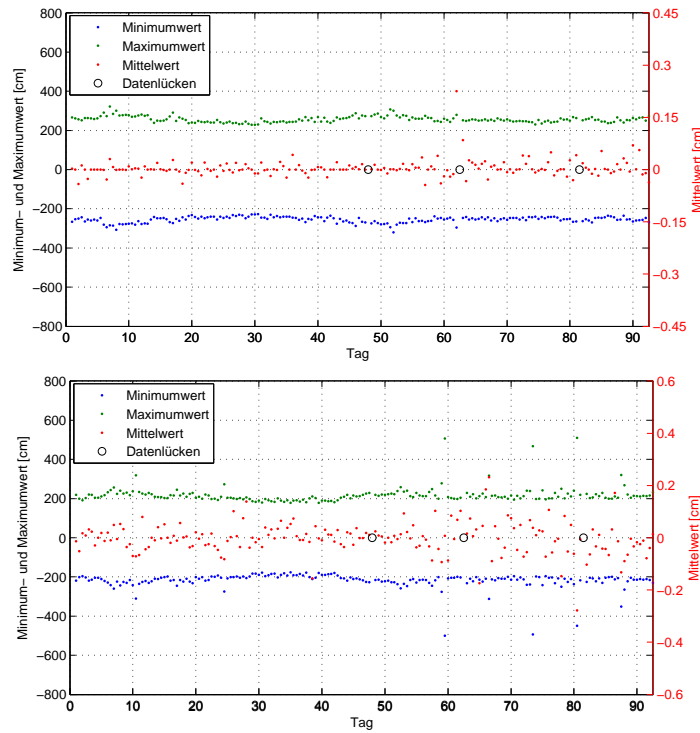 800
600
400
200
0
−200
−400
−600
−800
Minimum− und Maximumwert [cm]
Minimumwert
Maximumwert
Mittelwert
Datenlücken
0.45
0.3
0.15
0
−0.15
−0.3
−0.45
Mittelwert [cm]
0 10 20 30 40 50 60 70 80 90
Tag
800
600
400
200
0
−200
−400
−600
−800
Minimum− und Maximumwert [cm]
Minimumwert
Maximumwert
Mittelwert
Datenlücken
0.6
0.4
0.2
0
−0.2
−0.4
−0.6
Mittelwert [cm]
0 10 20 30 40 50 60 70 80 90
Tag